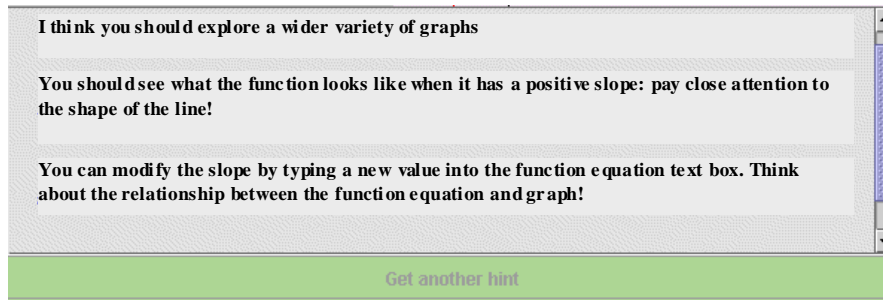 I think you should explore a wider variety of graphs
You should see what the function looks like when it has a positive slope: pay close attention to
the shape of the line!
You can modify the slope by typing a new value into the function equation text box. Think
about the relationship between the function equation and graph!
Get another hint